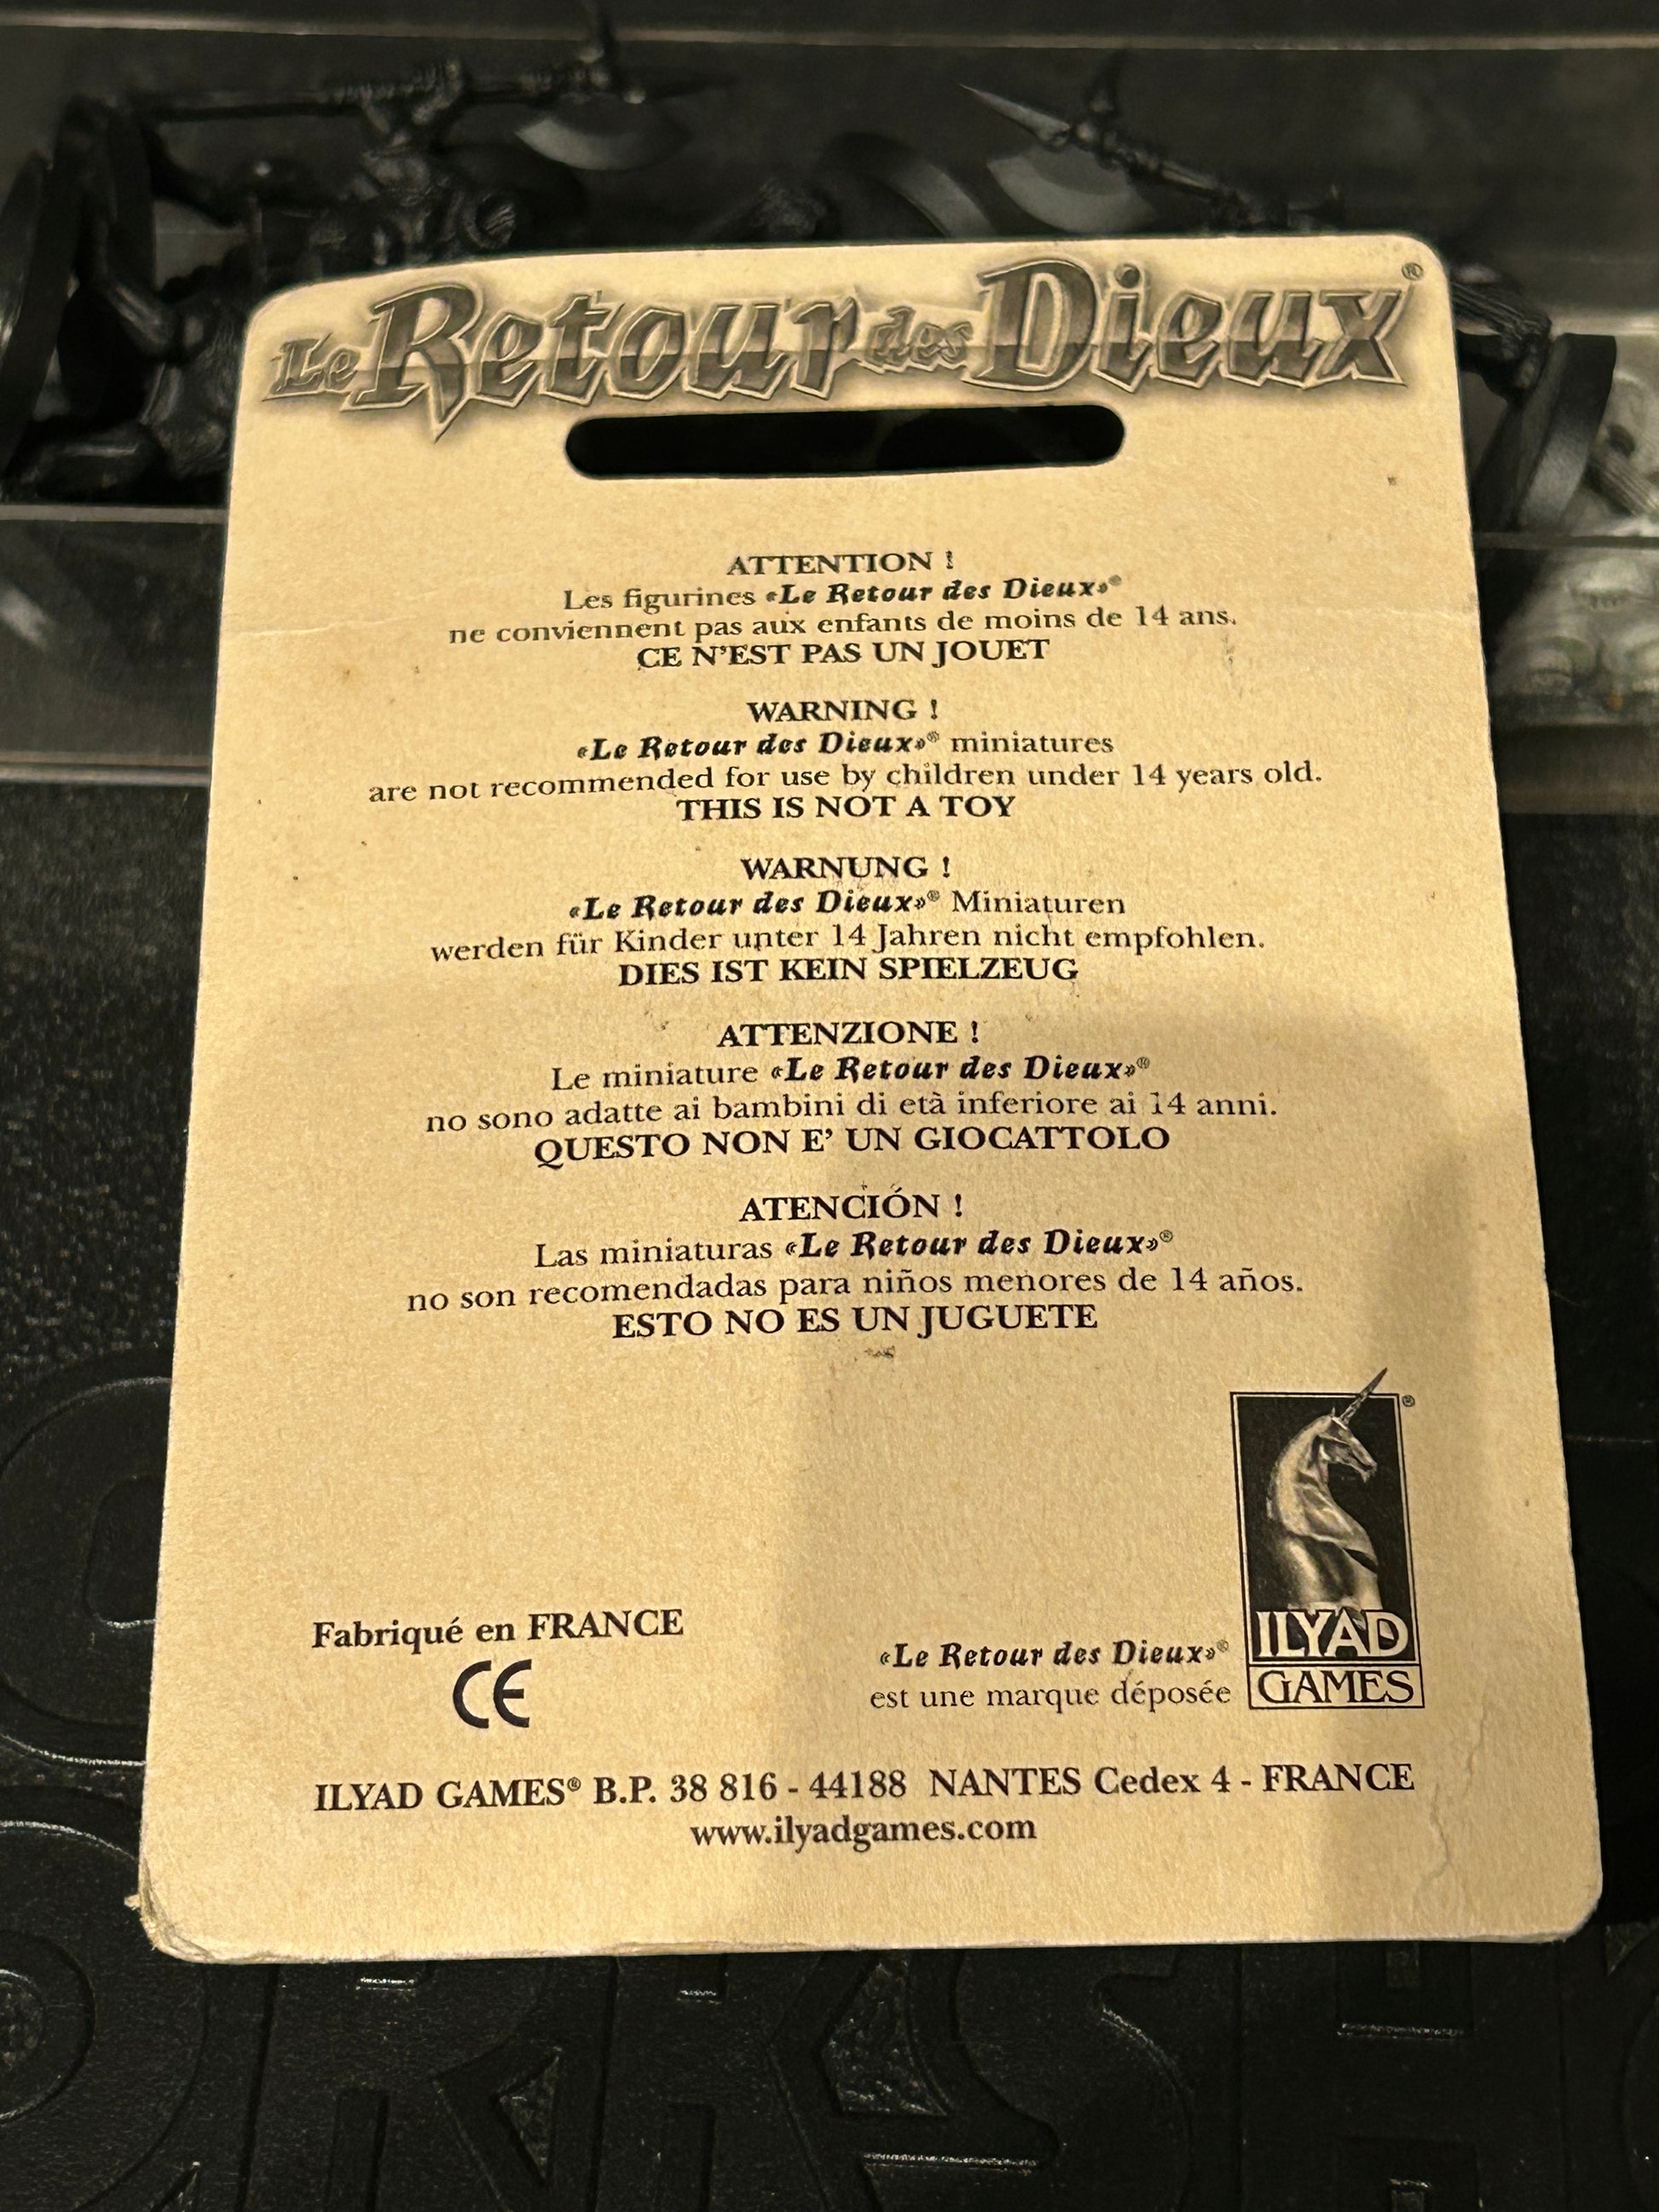 Le Retour des Dieux®
ATTENTION !
Les figurines «Le Retour des Dieux»®
ne conviennent pas aux enfants de moins de 14 ans.
CE N'EST PAS UN JOUET
WARNING !
«Le Retour des Dieux»® miniatures
are not recommended for use by children under 14 years old.
THIS IS NOT A TOY
WARNUNG !
«Le Retour des Dieux»® Miniaturen
werden für Kinder unter 14 Jahren nicht empfohlen.
DIES IST KEIN SPIELZEUG
ATTENZIONE !
Le miniature «Le Retour des Dieux»®
no sono adatte ai bambini di età inferiore ai 14 anni.
QUESTO NON E' UN GIOCATTOLO
ATENCIÓN !
Las miniaturas «Le Retour des Dieux»®
no son recomendadas para niños menores de 14 años.
ESTO NO ES UN JUGUETE
Fabriqué en FRANCE
CE
«Le Retour des Dieux»®
est une marque déposée
®
ILYAD
GAMES
ILYAD GAMES® B.P. 38 816 - 44188 NANTES Cedex 4 - FRANCE
www.ilyadgames.com